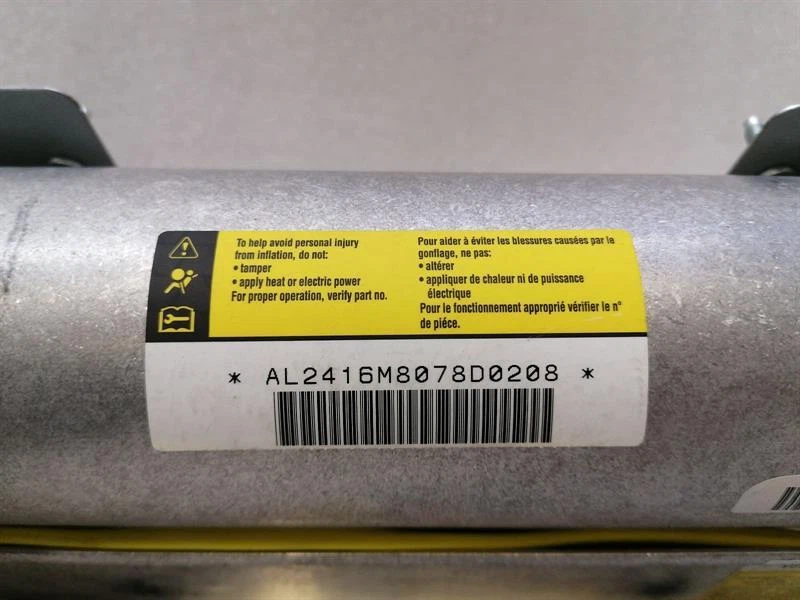 To help avoid personal injury
from inflation, do not:
• tamper
• apply heat or electric power
For proper operation, verify part no.
Pour aider à éviter les blessures causées par le
gonflage, ne pas:
• altérer
• appliquer de chaleur ni de puissance
électrique
Pour le fonctionnement approprié vérifier le n°
de piéce.
* AL2416M8078D0208 *